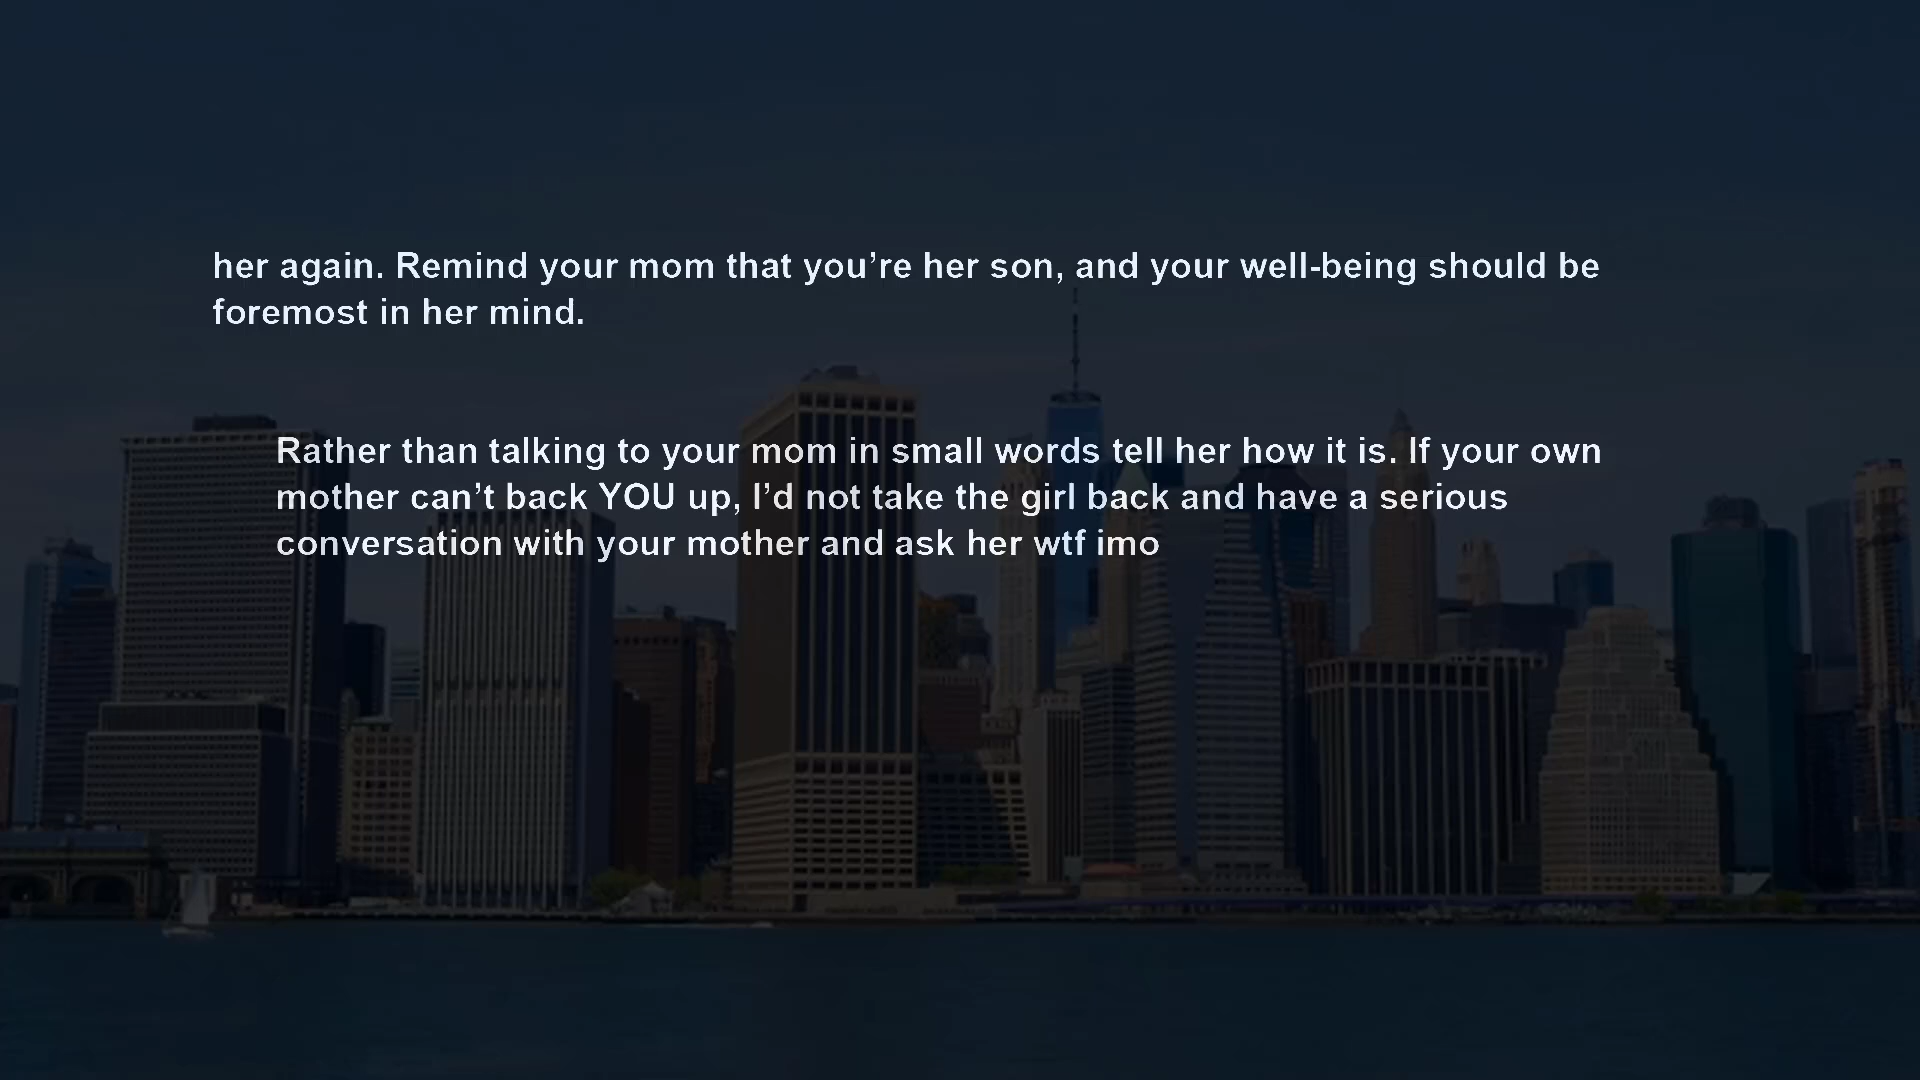 her again. Remind your mom that you’re her son, and your well-being should be
foremost in her mind.
Rather than talking to your mom in small words tell her how it is. If your own
mother can’t back YOU up, I’d not take the girl back and have a serious
conversation with your mother and ask her wtf imo